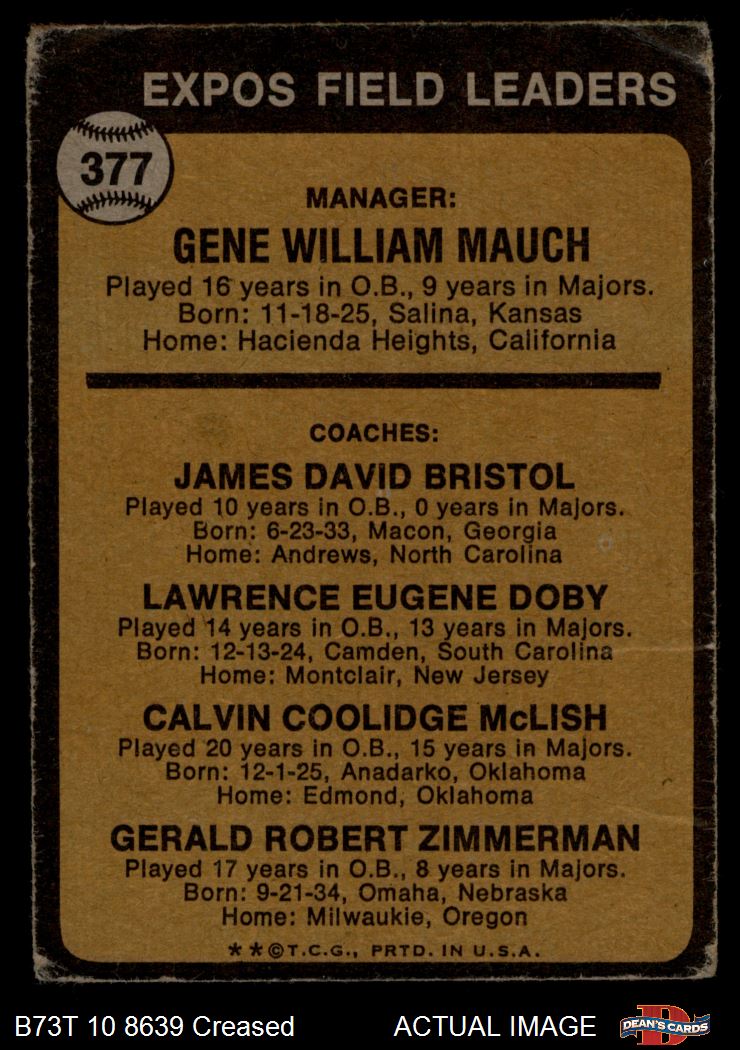 EXPOS FIELD LEADERS
377
MANAGER:
GENE WILLIAM MAUCH
Played 16 years in O.B., 9 years in Majors.
Born: 11-18-25, Salina, Kansas
Home: Hacienda Heights, California
COACHES:
JAMES DAVID BRISTOL
Played 10 years in O.B., 0 years in Majors.
Born: 6-23-33, Macon, Georgia
Home: Andrews, North Carolina
LAWRENCE EUGENE DOBY
Played 14 years in O.B., 13 years in Majors.
Born: 12-13-24, Camden, South Carolina
Home: Montclair, New Jersey
CALVIN COOLIDGE McLISH
Played 20 years in O.B., 15 years in Majors.
Born: 12-1-25, Anadarko, Oklahoma
Home: Edmond, Oklahoma
GERALD ROBERT ZIMMERMAN
Played 17 years in O.B., 8 years in Majors.
Born: 9-21-34, Omaha, Nebraska
Home: Milwaukie, Oregon
**©T.C.G., PRTD. IN U.S.A.
B73T 10 8639 Creased ACTUAL IMAGE D DEAN'S CARDS